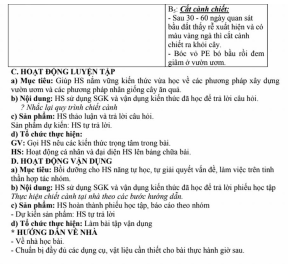 B₅: Cắt cành chiết:
- Sau 30 - 60 ngày quan sát
bầu đất thấy rễ xuất hiện và có
màu vàng ngà thì cắt cành
chiết ra khỏi cây.
- Bóc vỏ PE bó bầu rồi đem
giâm ở vườn ươm.
C. HOẠT ĐỘNG LUYỆN TẬP
a) Mục tiêu: Giúp HS nắm vững kiến thức vừa học về các phương pháp xây dựng
vườn ươm và các phương pháp nhân giống cây ăn quả.
b) Nội dung: HS sử dụng SGK và vận dụng kiến thức đã học để trả lời câu hỏi.
? Nhắc lại quy trình chiết cành
c) Sản phẩm: HS thảo luận và trả lời câu hỏi.
Sản phẩm dự kiến: HS tự trả lời.
d) Tổ chức thực hiện:
GV: Gọi HS nêu các kiến thức trọng tâm trong bài.
HS: Hoạt động cá nhân và đại diện HS lên bảng chữa bài.
D. HOẠT ĐỘNG VẬN DỤNG
a) Mục tiêu: Bồi dưỡng cho HS năng tự học, tự giải quyết vấn đề, làm việc trên tinh
thần hợp tác nhóm.
b) Nội dung: HS sử dụng SGK và vận dụng kiến thức đã học để trả lời phiếu học tập
Thực hiện chiết cành tại nhà theo các bước hướng dẫn.
c) Sản phẩm: HS hoàn thành phiếu học tập, báo cáo theo nhóm
- Dự kiến sản phẩm: HS tự trả lời
d) Tổ chức thực hiện: Làm bài tập vận dụng
* HƯỚNG DẪN VỀ NHÀ
- Về nhà học bài.
- Chuẩn bị đầy đủ các dụng cụ, vật liệu cần thiết cho bài thực hành giờ sau.